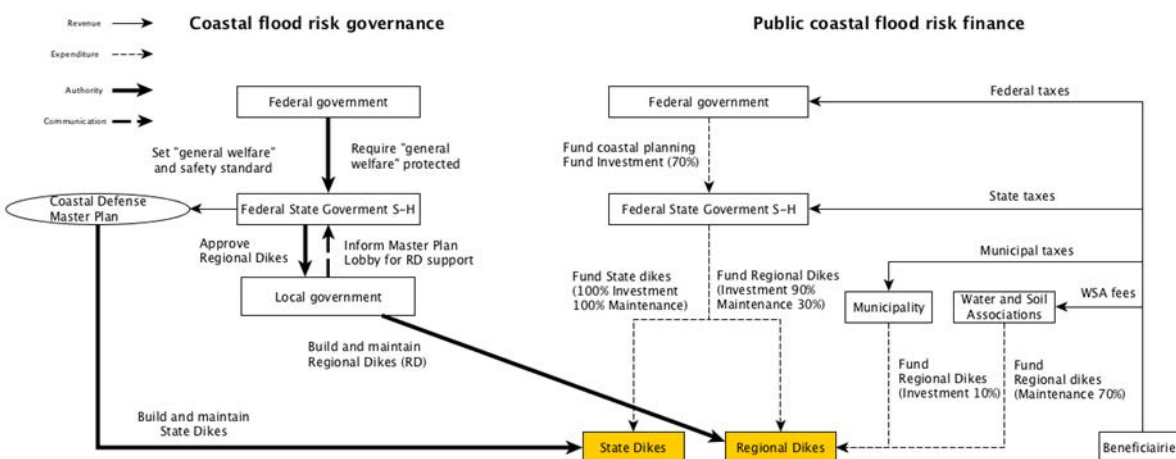 Coastal flood risk governance
Public coastal flood risk finance
Revenue
Expenditure
Authority
Communication
Federal government
Set "general welfare"
and safety standard
Require "general
welfare" protected
Coastal Defense
Master Plan
Federal State Goverment S-H
Approve
Regional Dikes
Inform Master Plan
Lobby for RD support
Local government
Build and maintain
Regional Dikes (RD)
Build and maintain
State Dikes
Federal government
Federal taxes
Fund coastal planning
Fund Investment (70%)
Federal State Goverment S-H
State taxes
Fund State dikes
(100% Investment
100% Maintenance)
Fund Regional Dikes
(Investment 90%
Maintenance 30%)
Municipal taxes
Municipality
Water and Soil
Associations
WSA fees
Fund
Regional Dikes
(Investment 10%)
Fund
Regional dikes
(Maintenance 70%)
State Dikes
Regional Dikes
Beneficiairie